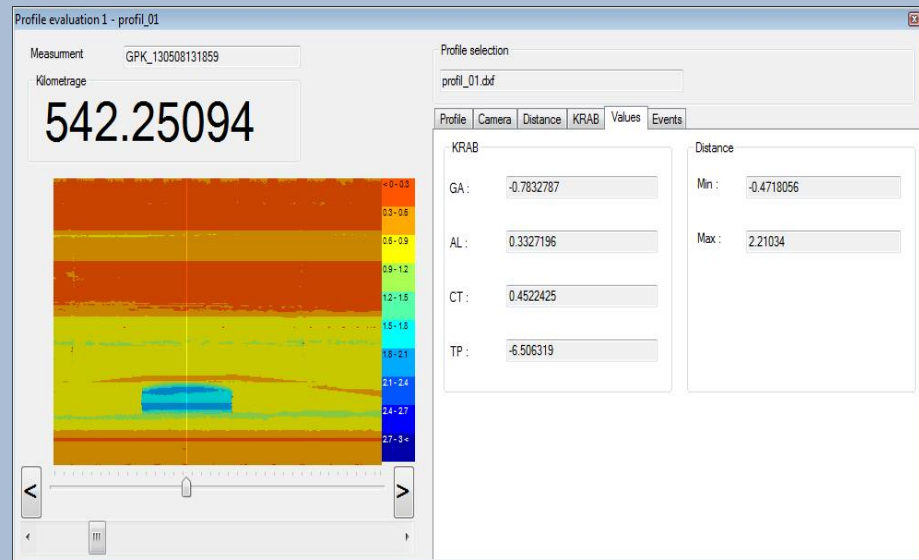 Profile evaluation 1 - profil_01
Measurment
GPK_130508131859
Kilometrage
542.25094
< 0 - 0.3
0.3 - 0.6
0.6 - 0.9
0.9 - 1.2
1.2 - 1.5
1.5 - 1.8
1.8 - 2.1
2.1 - 2.4
2.4 - 2.7
2.7 - 3 <
<
>
Profile selection
profil_01.dxf
Profile Camera Distance KRAB Values Events
KRAB
GA : -0.7832787
AL : 0.3327196
CT : 0.4522425
TP : -6.506319
Distance
Min : -0.4718056
Max : 2.21034